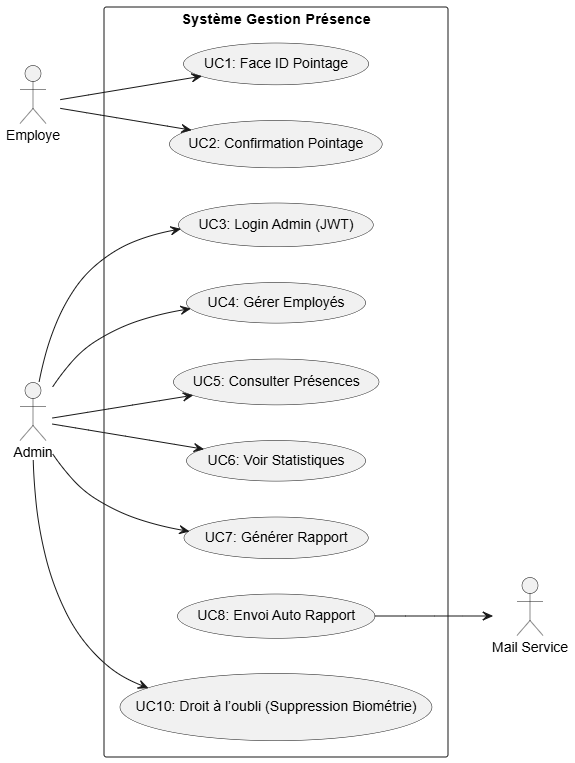 Système Gestion Présence
UC1: Face ID Pointage
Employe
UC2: Confirmation Pointage
UC3: Login Admin (JWT)
UC4: Gérer Employés
UC5: Consulter Présences
Admin
UC6: Voir Statistiques
UC7: Générer Rapport
UC8: Envoi Auto Rapport
Mail Service
UC10: Droit à l’oubli (Suppression Biométrie)